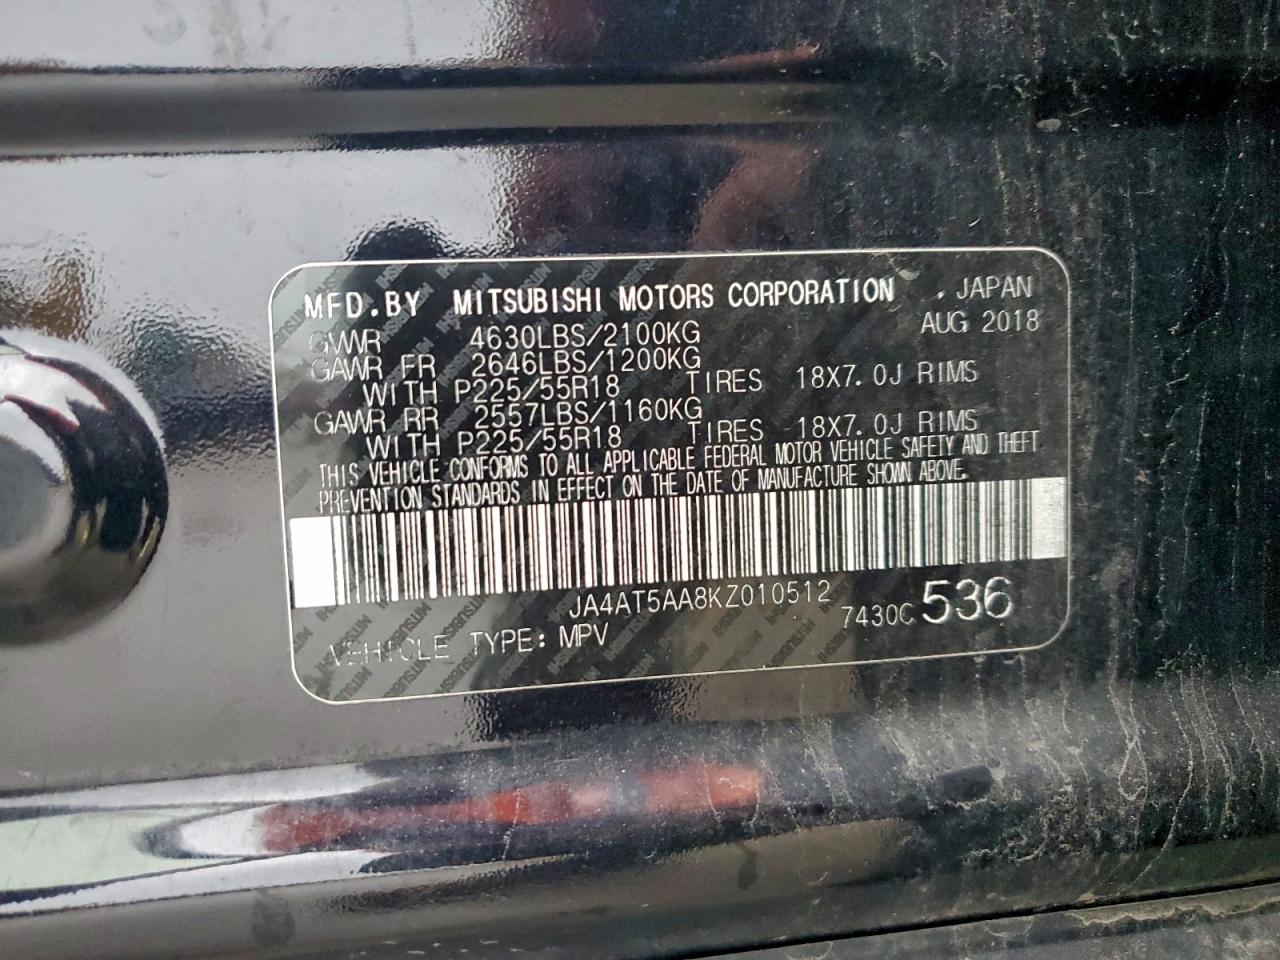 MFD.BY MITSUBISHI MOTORS CORPORATION . JAPAN
AUG 2018
GVWR 4630LBS/2100KG
GAWR FR 2646LBS/1200KG
WITH P225/55R18 TIRES 18X7.0J RIMS
GAWR RR 2557LBS/1160KG
WITH P225/55R18 TIRES 18X7.0J RIMS
THIS VEHICLE CONFORMS TO ALL APPLICABLE FEDERAL MOTOR VEHICLE SAFETY AND THEFT
PREVENTION STANDARDS IN EFFECT ON THE DATE OF MANUFACTURE SHOWN ABOVE.
JA4AT5AA8KZ010512
7430C 536
VEHICLE TYPE: MPV